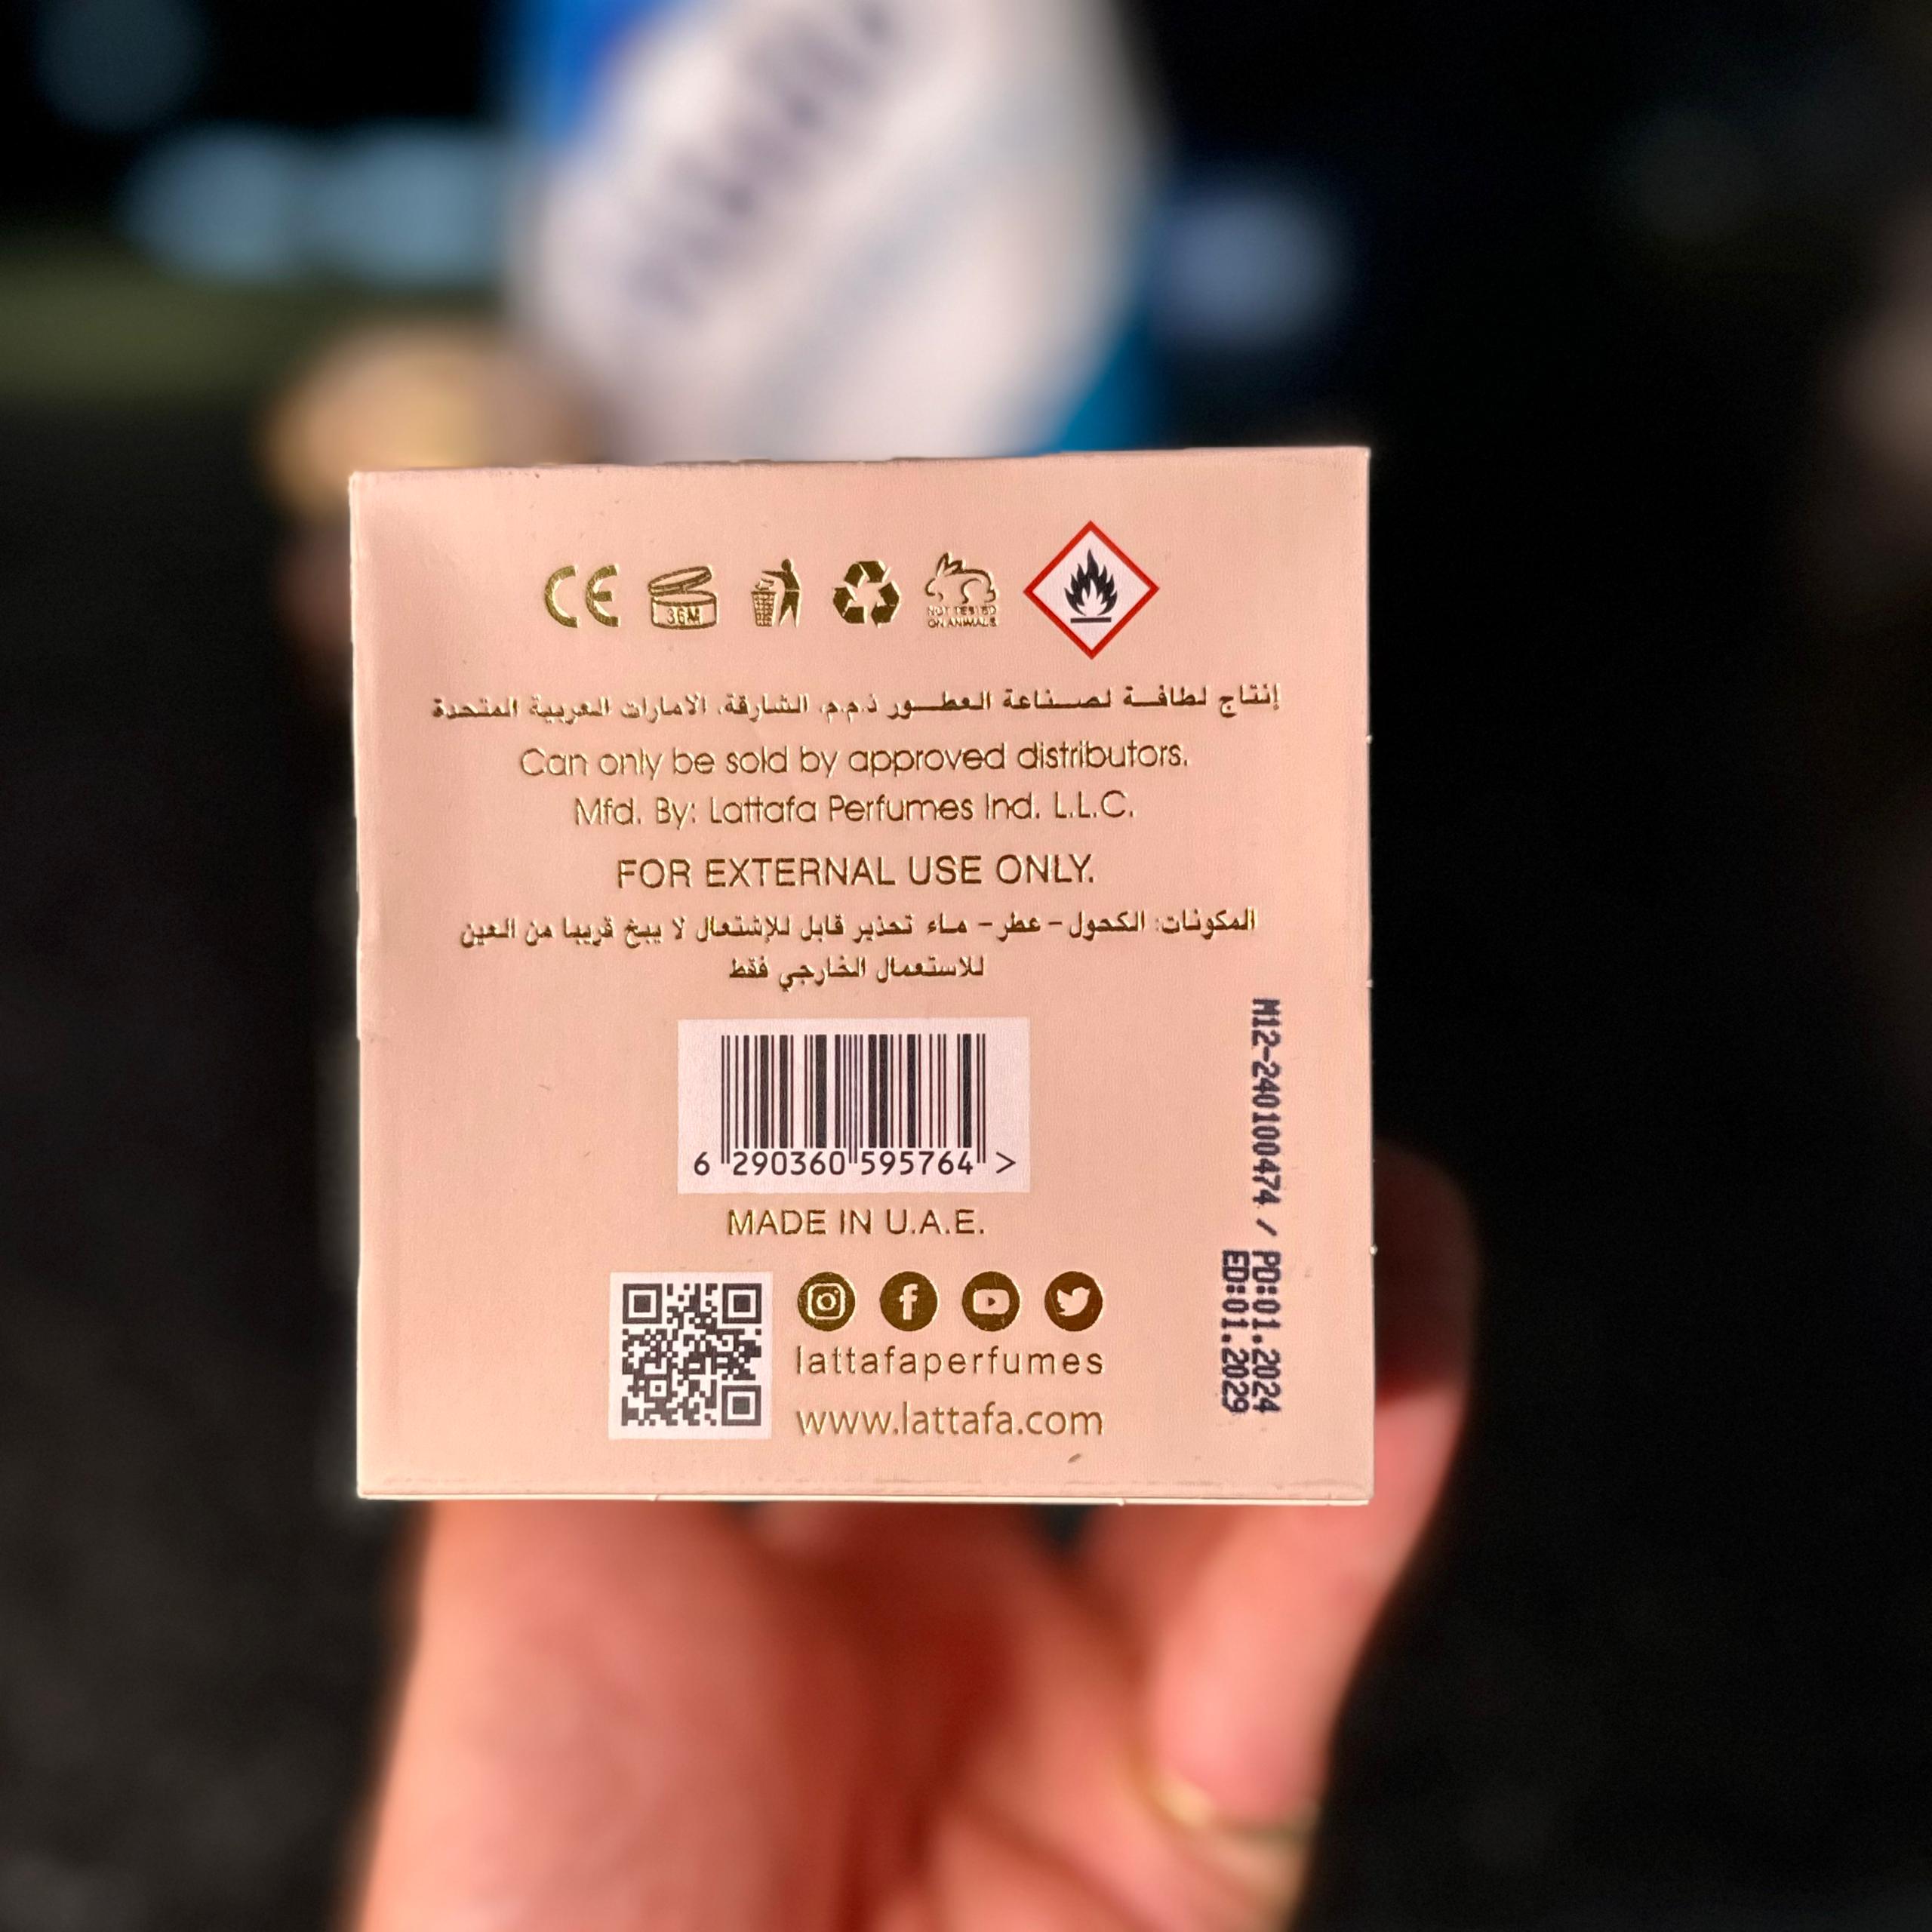 CE
36M
NOT TESTED
ON ANIMALS
إنتاج لطافة لصناعة العطور ذ.م.م. الشارقة، الامارات العربية المتحدة
Can only be sold by approved distributors.
Mfd. By: Lattafa Perfumes Ind. L.L.C.
FOR EXTERNAL USE ONLY.
المكونات: الكحول - عطر - ماء تحذير قابل للإشتعال لا يبخ قريبا من العين
للاستعمال الخارجي فقط
6 290360 595764 >
MADE IN U.A.E.
lattafaperfumes
www.lattafa.com
M12-240100474 / PD:01.2024
ED:01.2029